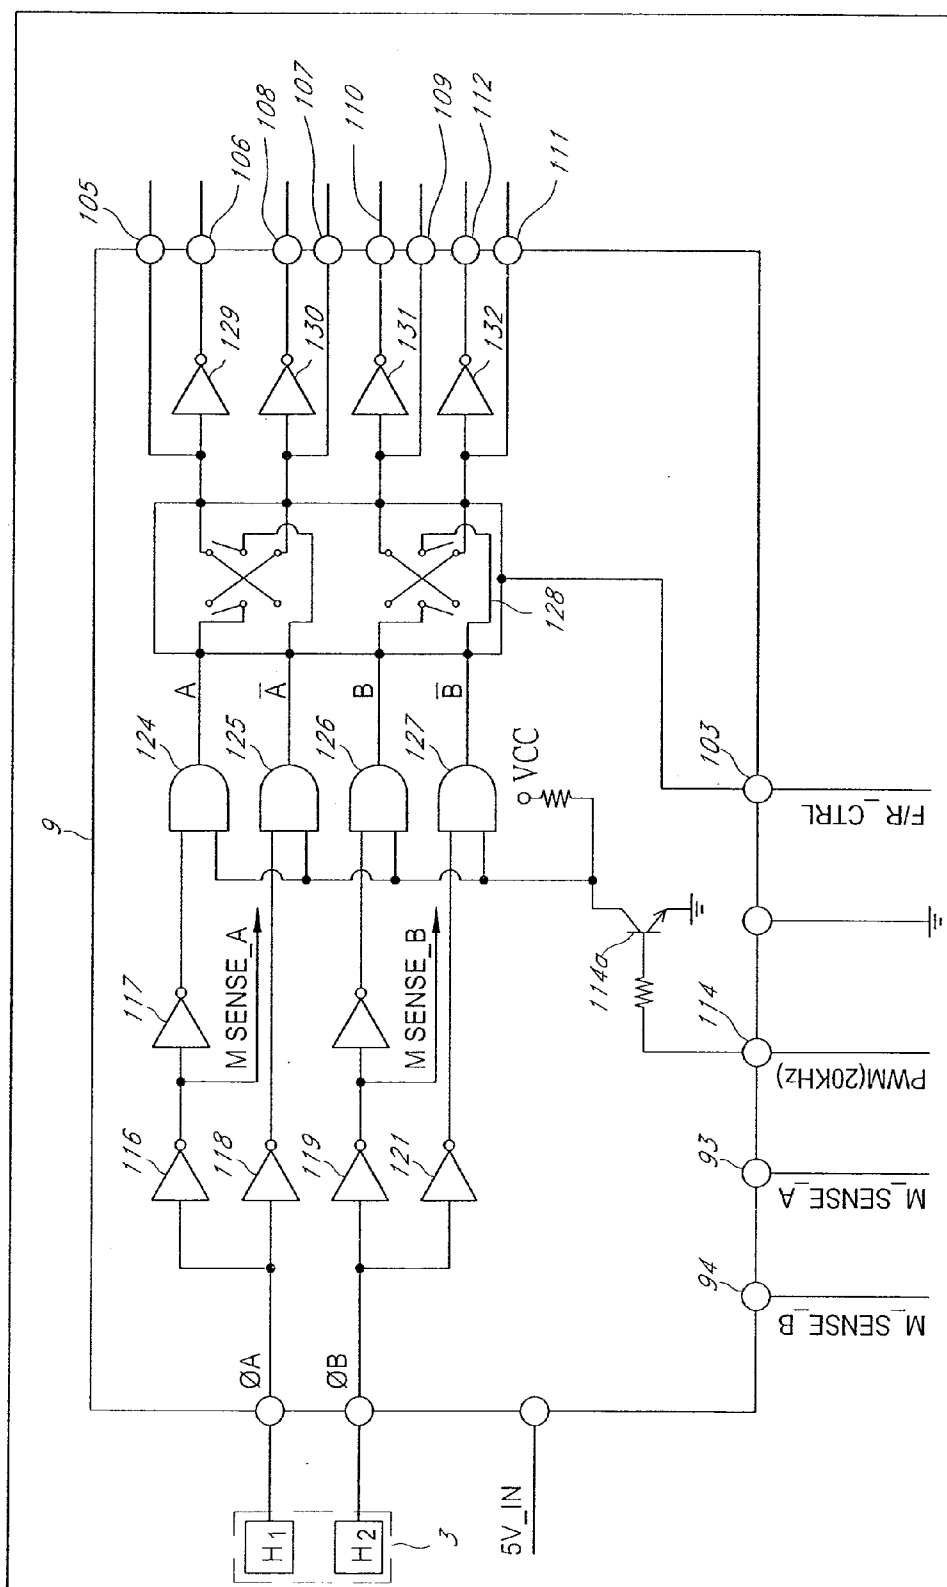 105
106
108
107
110
109
112
111
129
130
131
132
128
A
A
B
B
124
125
126
127
VCC
9
103
F/R_CTRL
117
M SENSE_A
M SENSE_B
114a
114
PWM(20KHz)
116
118
119
121
93
M_SENSE_A
94
M_SENSE_B
ØA
ØB
5V_IN
H1
H2
3